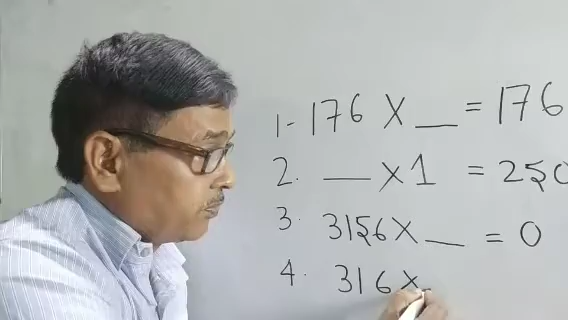 1- 176 X __ = 176
2. __ X 1 = 250
3. 3156 X __ = 0
4. 316 X